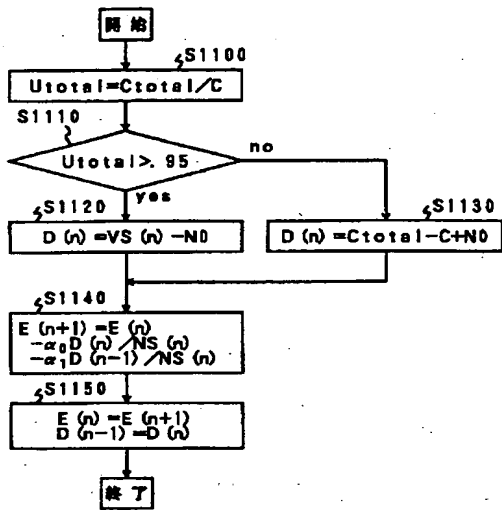 開始
S1100
Utotal=Ctotal/C
S1110
Utotal>.95
no
yes
S1120
D(n)=VS(n)-N0
S1130
D(n)=Ctotal-C+N0
S1140
E(n+1)=E(n)
-α₀D(n)/NS(n)
-α₁D(n-1)/NS(n)
S1150
E(n)=E(n+1)
D(n-1)=D(n)
終了